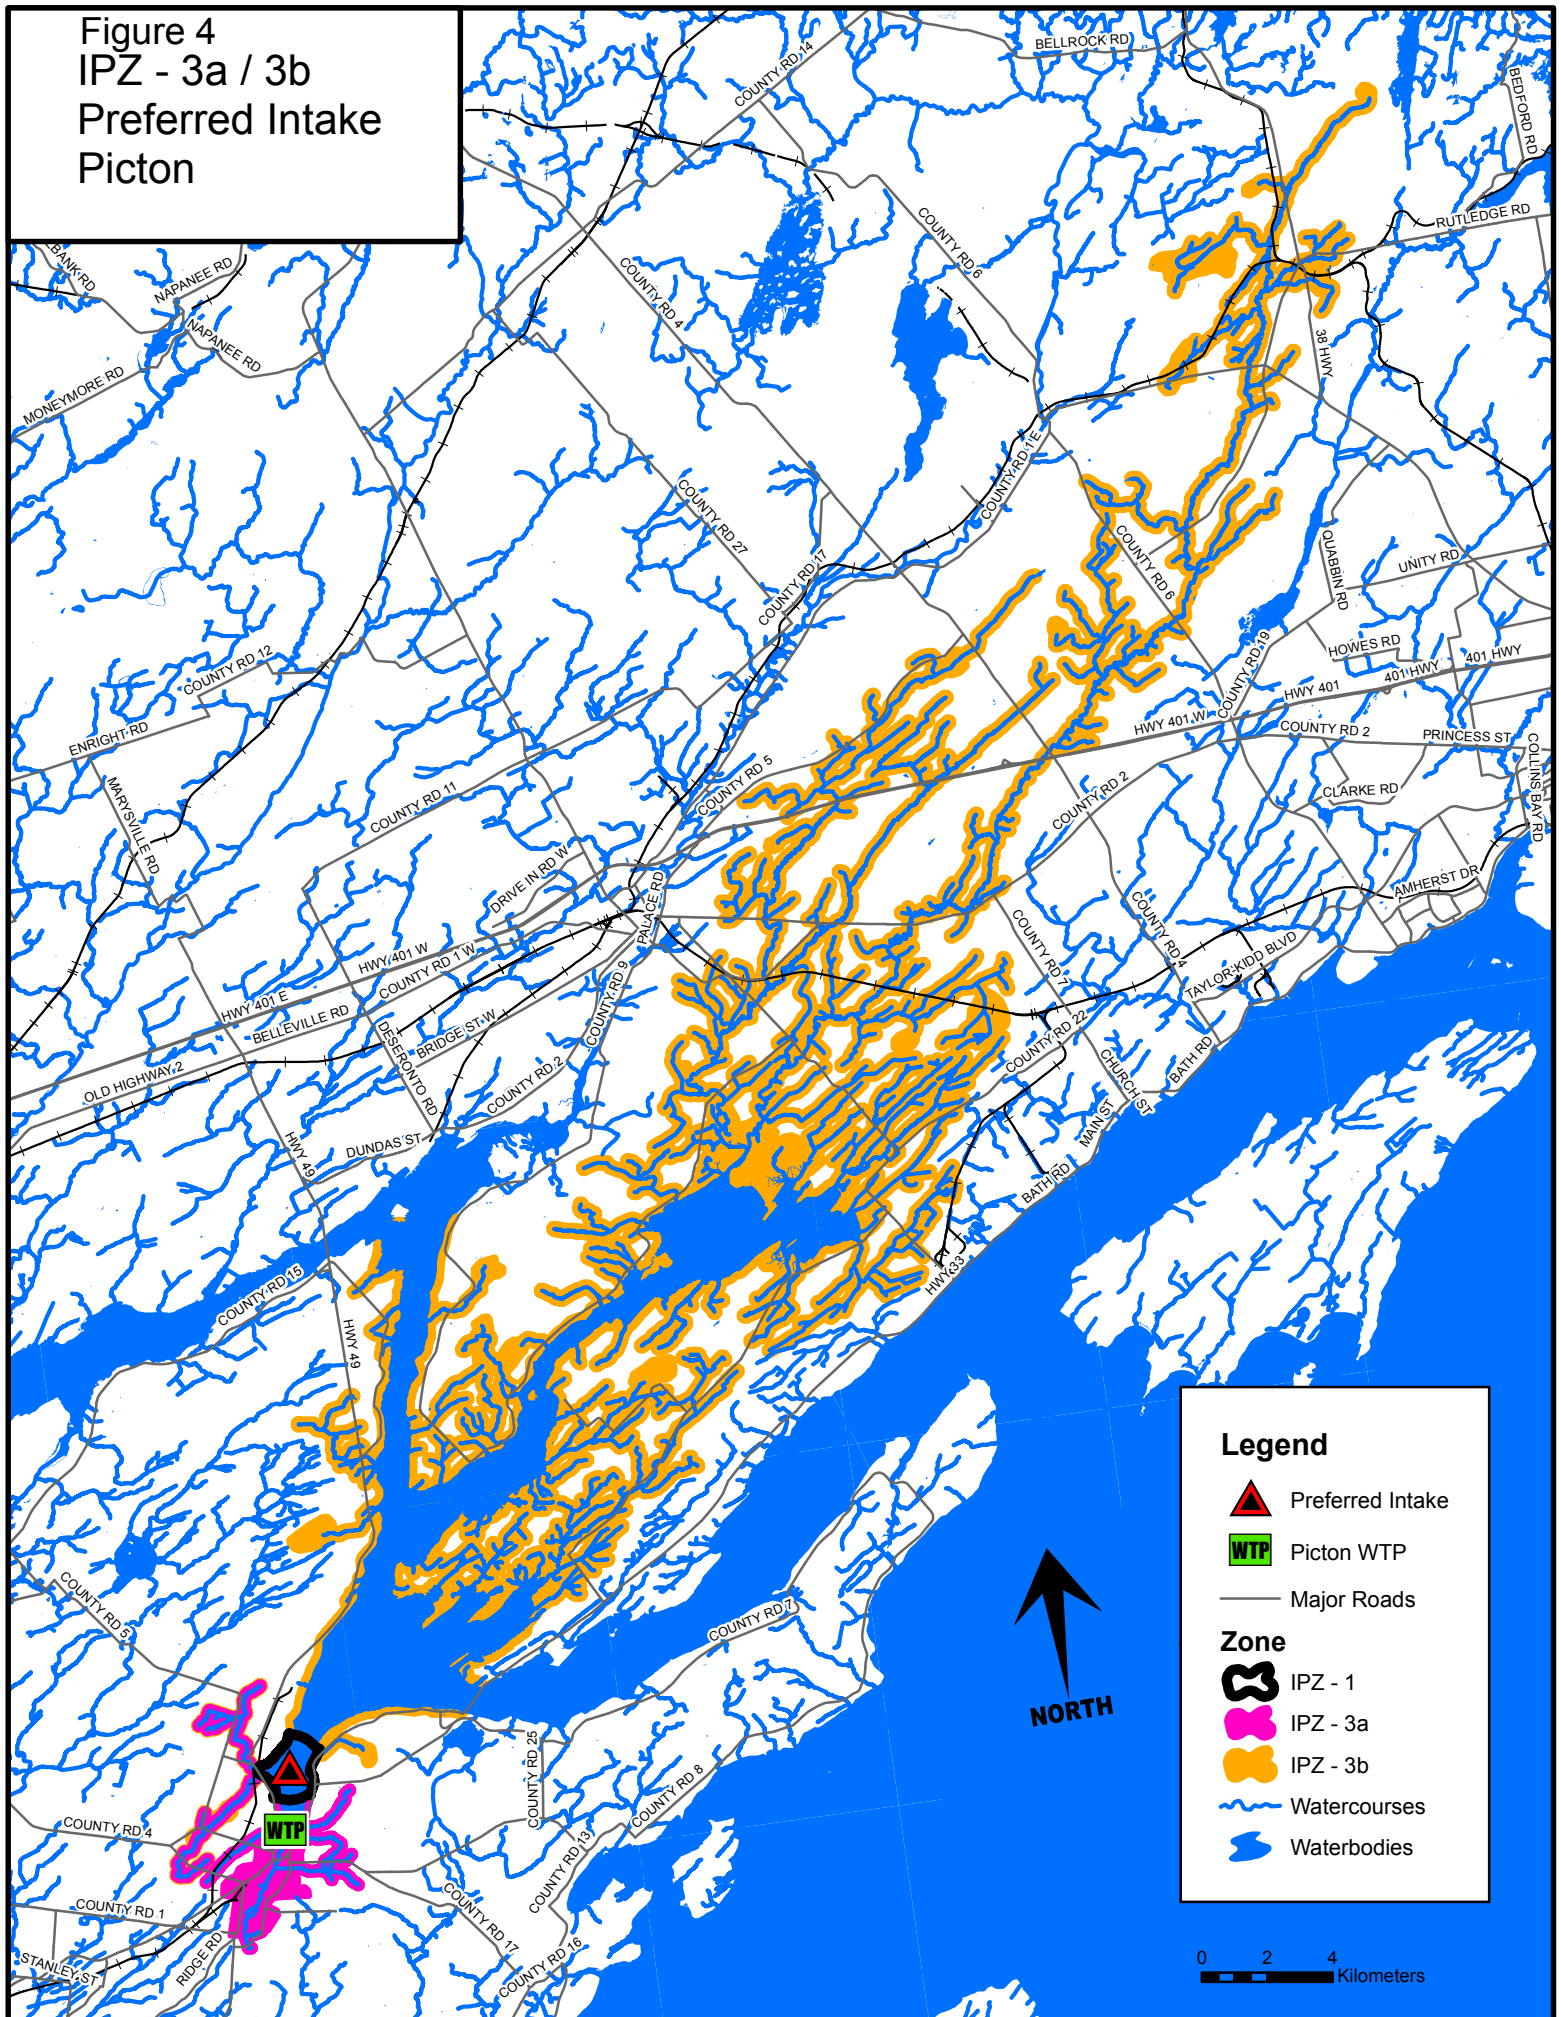 Figure 4
IPZ - 3a / 3b
Preferred Intake
Picton
BELLROCK RD
COUNTY RD 14
BEDFORD RD
RUTLEDGE RD
COUNTY RD 6
BANK RD
NAPANEE RD
NAPANEE RD
MONEYMORE RD
COUNTY RD 4
38 HWY
COUNTY RD 1 E
COUNTY RD 27
COUNTY RD 17
COUNTY RD 6
QUABBIN RD
UNITY RD
HOWES RD
401 HWY
401 HWY
HWY 401
COUNTY RD 19
HWY 401 W
COUNTY RD 12
ENRIGHT RD
MARYSVILLE RD
COUNTY RD 11
COUNTY RD 5
COUNTY RD 2
COUNTY RD 2
PRINCESS ST
COLLINS BAY RD
CLARKE RD
AMHERST DR
DRIVE IN RD W
PALACE RD
HWY 401 W
COUNTY RD 1 W
COUNTY RD 9
COUNTY RD 7
COUNTY RD 4
TAYLOR-KIDD BLVD
HWY 401 E
BELLEVILLE RD
DESERONTO RD
BRIDGE ST W
COUNTY RD 2
OLD HIGHWAY 2
COUNTY RD 22
CHURCH ST
BATH RD
MAIN ST
BATH RD
HWY 49
DUNDAS ST
HWY 33
COUNTY RD 15
HWY 49
Legend
Preferred Intake
WTP
Picton WTP
Major Roads
Zone
IPZ - 1
IPZ - 3a
IPZ - 3b
Watercourses
Waterbodies
COUNTY RD 5
COUNTY RD 7
NORTH
COUNTY RD 25
COUNTY RD 8
COUNTY RD 4
WTP
COUNTY RD 13
COUNTY RD 1
COUNTY RD 17
COUNTY RD 16
RIDGE RD
STANLEY ST
0 2 4
Kilometers